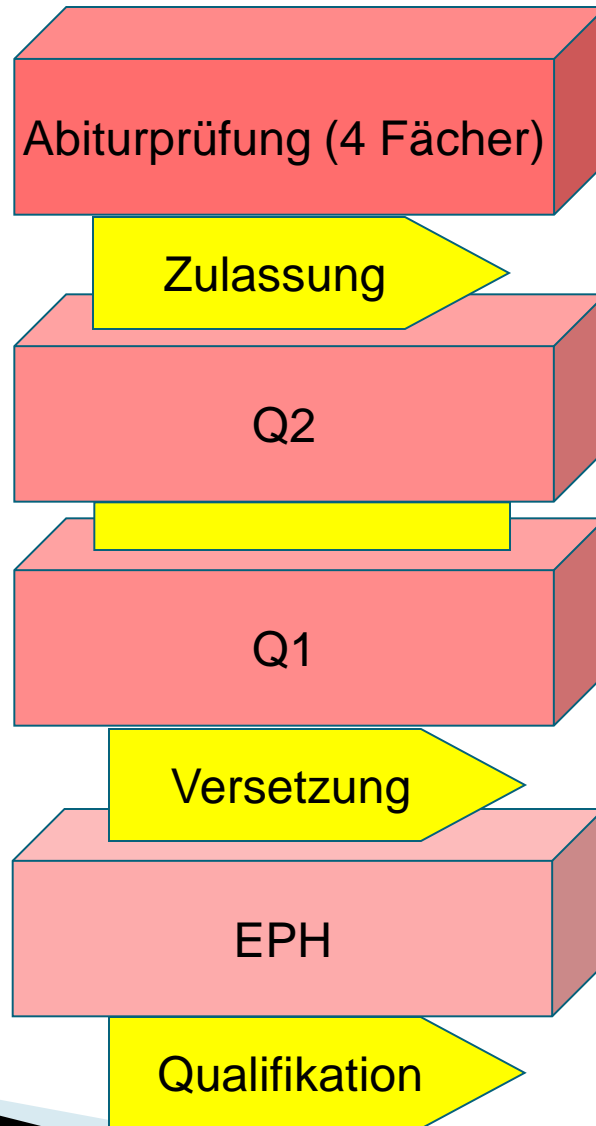 Abiturprüfung (4 Fächer)
Zulassung
Q2
Q1
Versetzung
EPH
Qualifikation